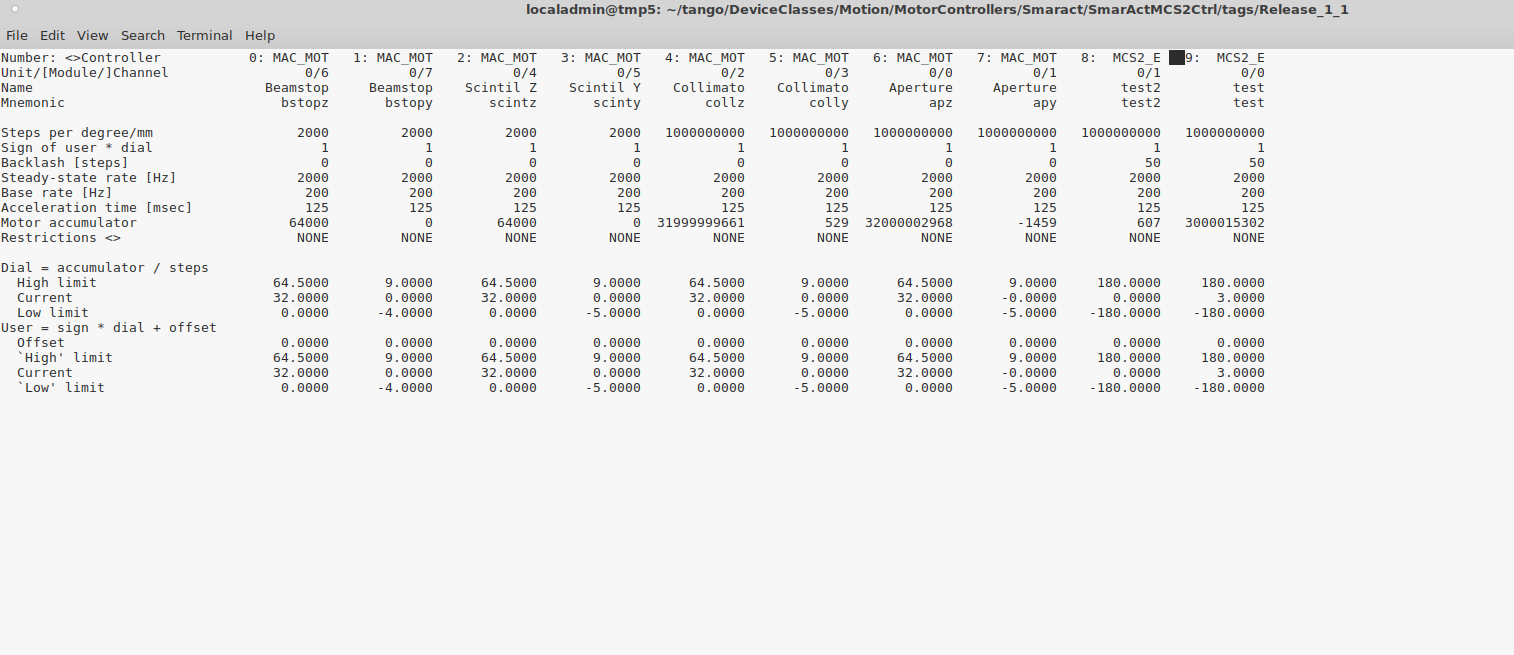 localadmin@tmp5: ~/tango/DeviceClasses/Motion/MotorControllers/Smaract/SmarActMCS2Ctrl/tags/Release_1_1
File Edit View Search Terminal Help
Number: <>Controller 0: MAC_MOT 1: MAC_MOT 2: MAC_MOT 3: MAC_MOT 4: MAC_MOT 5: MAC_MOT 6: MAC_MOT 7: MAC_MOT 8: MCS2_E 9: MCS2_E
Unit/[Module/]Channel 0/6 0/7 0/4 0/5 0/2 0/3 0/0 0/1 0/1 0/0
Name Beamstop Beamstop Scintil Z Scintil Y Collimato Collimato Aperture Aperture test2 test
Mnemonic bstopz bstopy scintz scinty collz colly apz apy test2 test
Steps per degree/mm 2000 2000 2000 2000 1000000000 1000000000 1000000000 1000000000 1000000000 1000000000
Sign of user * dial 1 1 1 1 1 1 1 1 1 1
Backlash [steps] 0 0 0 0 0 0 0 0 50 50
Steady-state rate [Hz] 2000 2000 2000 2000 2000 2000 2000 2000 2000 2000
Base rate [Hz] 200 200 200 200 200 200 200 200 200 200
Acceleration time [msec] 125 125 125 125 125 125 125 125 125 125
Motor accumulator 64000 0 64000 0 31999999661 529 32000002968 -1459 607 3000015302
Restrictions <> NONE NONE NONE NONE NONE NONE NONE NONE NONE NONE
Dial = accumulator / steps
High limit 64.5000 9.0000 64.5000 9.0000 64.5000 9.0000 64.5000 9.0000 180.0000 180.0000
Current 32.0000 0.0000 32.0000 0.0000 32.0000 0.0000 32.0000 -0.0000 0.0000 3.0000
Low limit 0.0000 -4.0000 0.0000 -5.0000 0.0000 -5.0000 0.0000 -5.0000 -180.0000 -180.0000
User = sign * dial + offset
Offset 0.0000 0.0000 0.0000 0.0000 0.0000 0.0000 0.0000 0.0000 0.0000 0.0000
`High' limit 64.5000 9.0000 64.5000 9.0000 64.5000 9.0000 64.5000 9.0000 180.0000 180.0000
Current 32.0000 0.0000 32.0000 0.0000 32.0000 0.0000 32.0000 -0.0000 0.0000 3.0000
`Low' limit 0.0000 -4.0000 0.0000 -5.0000 0.0000 -5.0000 0.0000 -5.0000 -180.0000 -180.0000